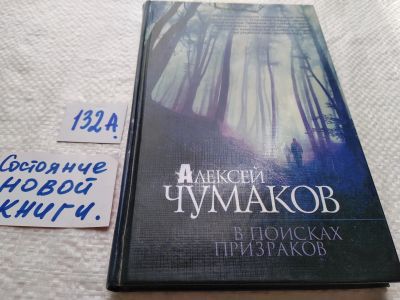 132А.
Состояние
новой
книги.
Алексей
Чумаков
В поисках
призраков